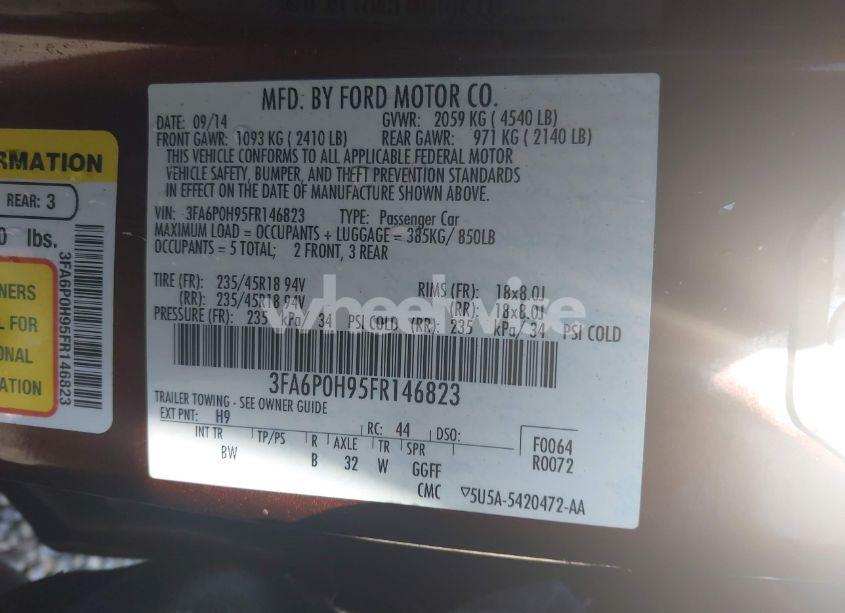 MFD. BY FORD MOTOR CO.
DATE: 09/14 GVWR: 2059 KG ( 4540 LB)
FRONT GAWR: 1093 KG ( 2410 LB) REAR GAWR: 971 KG ( 2140 LB)
THIS VEHICLE CONFORMS TO ALL APPLICABLE FEDERAL MOTOR
VEHICLE SAFETY, BUMPER, AND THEFT PREVENTION STANDARDS
IN EFFECT ON THE DATE OF MANUFACTURE SHOWN ABOVE.
VIN: 3FA6P0H95FR146823 TYPE: Passenger Car
MAXIMUM LOAD = OCCUPANTS + LUGGAGE = 385KG/ 850LB
OCCUPANTS = 5 TOTAL; 2 FRONT, 3 REAR
TIRE (FR): 235/45R18 94V RIMS (FR): 18x8.0J
(RR): 235/45R18 94V (RR): 18x8.0J
PRESSURE (FR): 235 kPa/ 34 PSI COLD (RR): 235 kPa/ 34 PSI COLD
wheelwise
3FA6P0H95FR146823
TRAILER TOWING - SEE OWNER GUIDE
EXT PNT: H9 RC: 44 DSO:
INT TR TP/PS R AXLE TR SPR
BW B 32 W GGFF
F0064
R0072
CMC ▽5U5A-5420472-AA
RMATION
REAR: 3
0 lbs.
3FA6P0H95FR146823
NERS
L FOR
ONAL
ATION